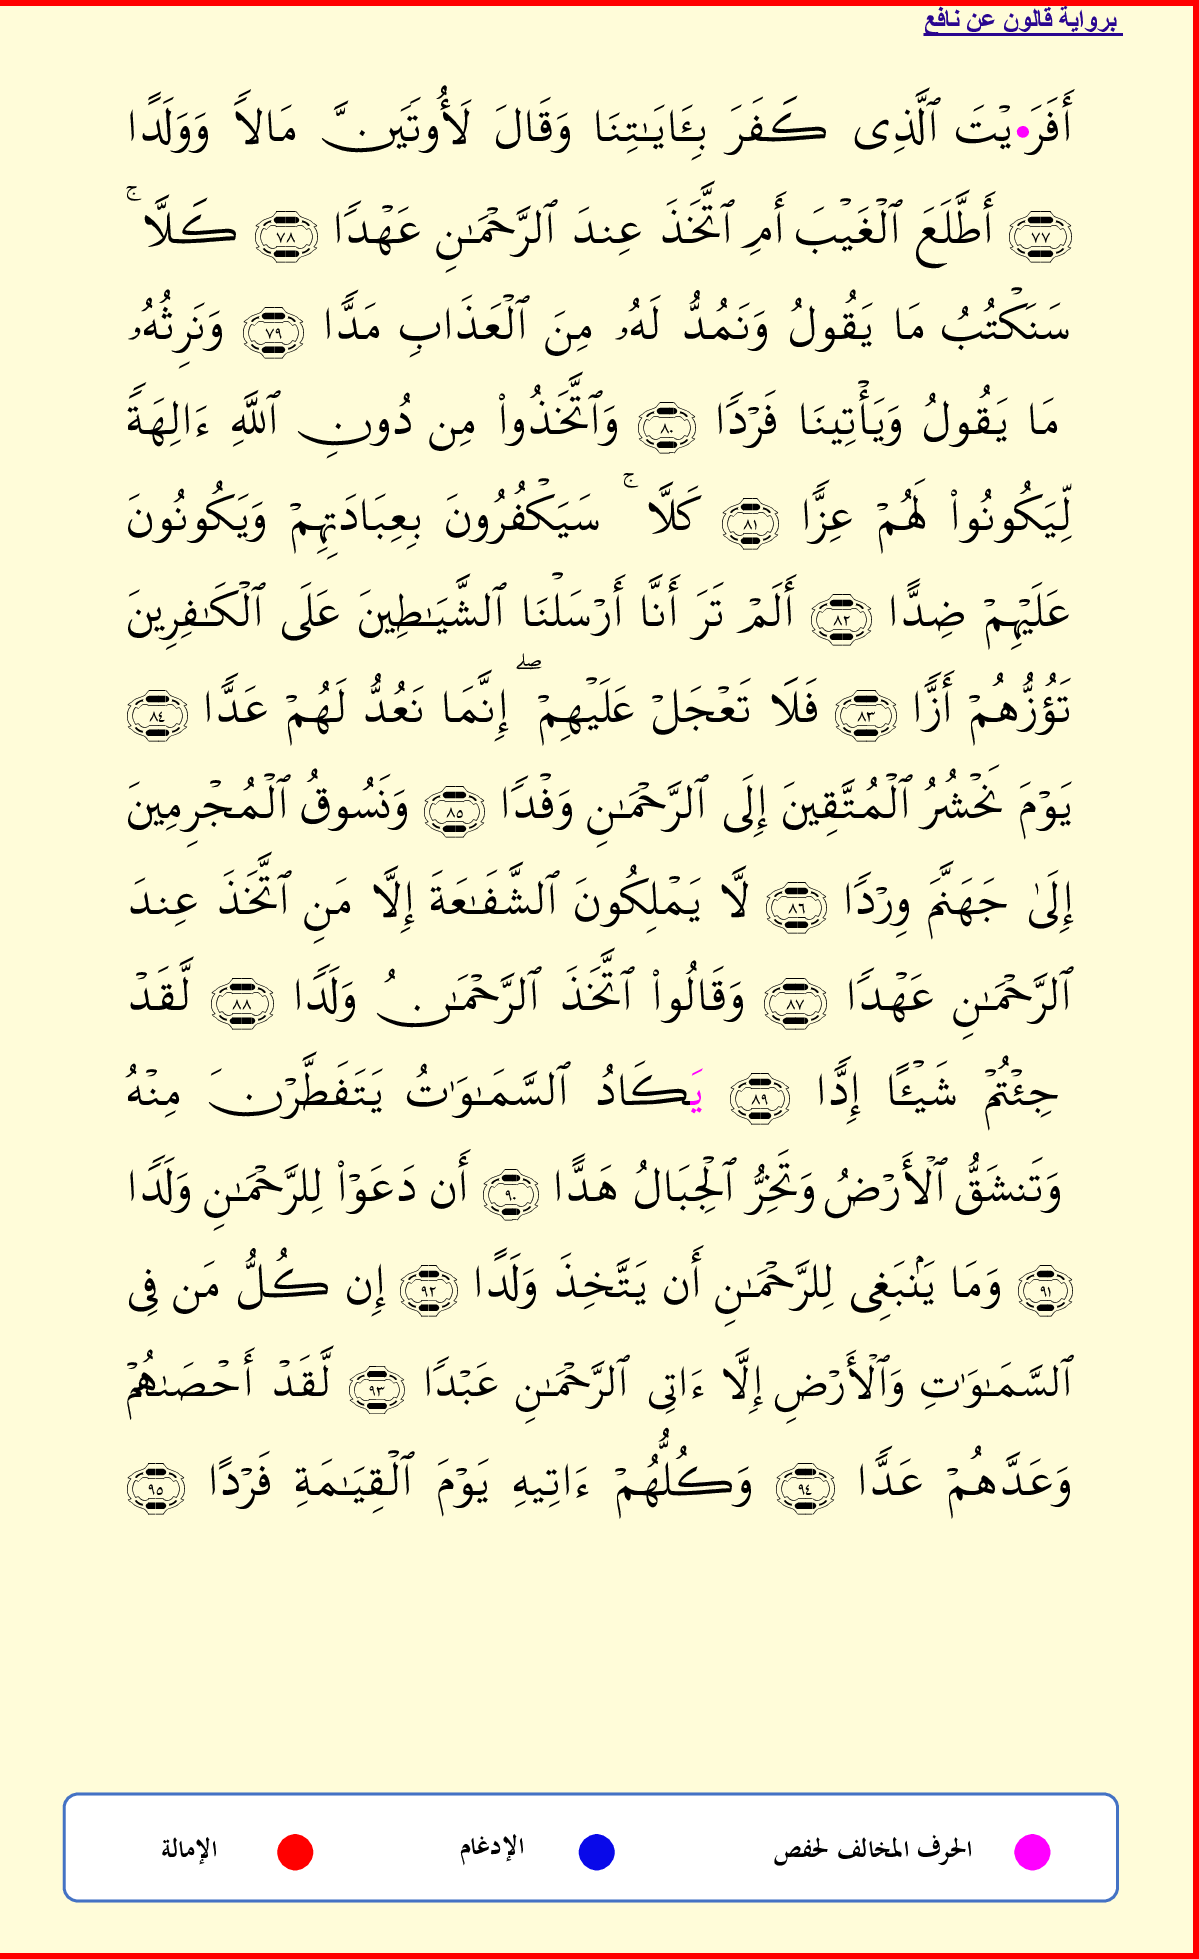 برواية قالون عن نافع
أَفَرَ•يْتَ ٱلَّذِى كَفَرَ بِـَٔايَـٰتِنَا وَقَالَ لَأُوتَيَنَّ مَالًا وَوَلَدًا
٧٧ أَطَّلَعَ ٱلْغَيْبَ أَمِ ٱتَّخَذَ عِندَ ٱلرَّحْمَـٰنِ عَهْدًا ٧٨ كَلَّا ۚ
سَنَكْتُبُ مَا يَقُولُ وَنَمُدُّ لَهُۥ مِنَ ٱلْعَذَابِ مَدًّا ٧٩ وَنَرِثُهُۥ
مَا يَقُولُ وَيَأْتِينَا فَرْدًا ٨٠ وَٱتَّخَذُوا۟ مِن دُونِ ٱللَّهِ ءَالِهَةً
لِّيَكُونُوا۟ لَهُمْ عِزًّا ٨١ كَلَّا ۚ سَيَكْفُرُونَ بِعِبَادَتِهِمْ وَيَكُونُونَ
عَلَيْهِمْ ضِدًّا ٨٢ أَلَمْ تَرَ أَنَّا أَرْسَلْنَا ٱلشَّيَـٰطِينَ عَلَى ٱلْكَـٰفِرِينَ
تَؤُزُّهُمْ أَزًّا ٨٣ فَلَا تَعْجَلْ عَلَيْهِمْ ۖ إِنَّمَا نَعُدُّ لَهُمْ عَدًّا ٨٤
يَوْمَ نَحْشُرُ ٱلْمُتَّقِينَ إِلَى ٱلرَّحْمَـٰنِ وَفْدًا ٨٥ وَنَسُوقُ ٱلْمُجْرِمِينَ
إِلَىٰ جَهَنَّمَ وِرْدًا ٨٦ لَّا يَمْلِكُونَ ٱلشَّفَـٰعَةَ إِلَّا مَنِ ٱتَّخَذَ عِندَ
ٱلرَّحْمَـٰنِ عَهْدًا ٨٧ وَقَالُوا۟ ٱتَّخَذَ ٱلرَّحْمَـٰنُ وَلَدًا ٨٨ لَّقَدْ
جِئْتُمْ شَيْـًٔا إِدًّا ٨٩ يَكَادُ ٱلسَّمَـٰوَٰتُ يَتَفَطَّرْنَ مِنْهُ
وَتَنشَقُّ ٱلْأَرْضُ وَتَخِرُّ ٱلْجِبَالُ هَدًّا ٩٠ أَن دَعَوْا۟ لِلرَّحْمَـٰنِ وَلَدًا
٩١ وَمَا يَنۢبَغِى لِلرَّحْمَـٰنِ أَن يَتَّخِذَ وَلَدًا ٩٢ إِن كُلُّ مَن فِى
ٱلسَّمَـٰوَٰتِ وَٱلْأَرْضِ إِلَّا ءَاتِى ٱلرَّحْمَـٰنِ عَبْدًا ٩٣ لَّقَدْ أَحْصَىٰهُمْ
وَعَدَّهُمْ عَدًّا ٩٤ وَكُلُّهُمْ ءَاتِيهِ يَوْمَ ٱلْقِيَـٰمَةِ فَرْدًا ٩٥
الحرف المخالف لحفص الإدغام الإمالة